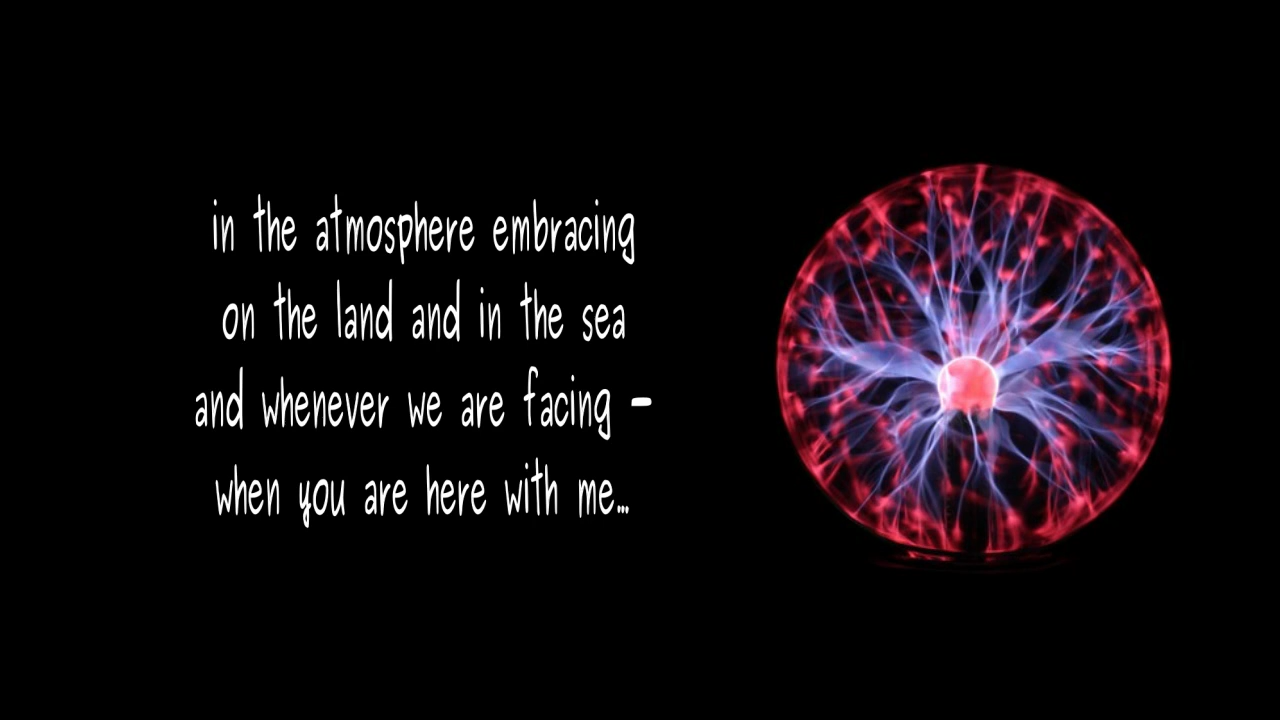 in the atmosphere embracing
on the land and in the sea
and whenever we are facing -
when you are here with me...